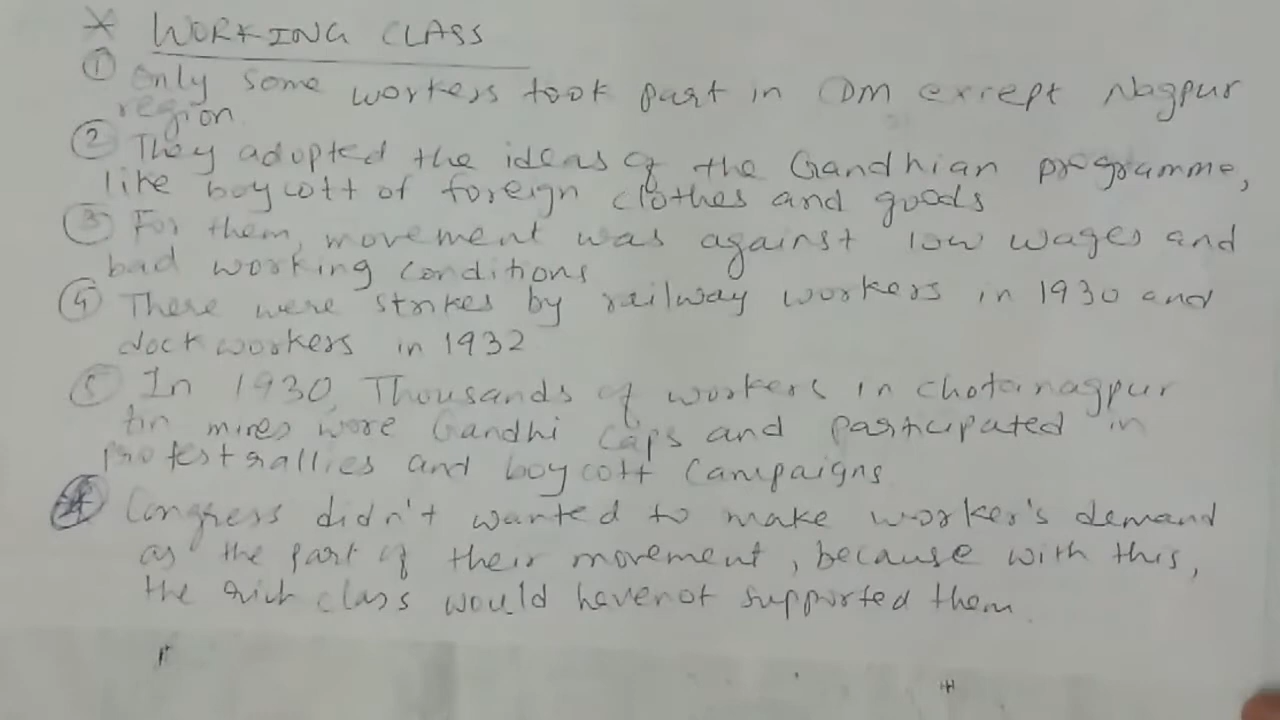 * WORKING CLASS
① Only some workers took part in CDM except Nagpur
region
② They adopted the ideas of the Gandhian programme,
like boycott of foreign clothes and goods
③ For them, movement was against low wages and
bad working conditions
④ There were strikes by railway workers in 1930 and
dock workers in 1932
⑤ In 1930, Thousands of workers in chotanagpur
tin mines wore Gandhi caps and participated in
protest rallies and boycott campaigns
Congress didn't wanted to make worker's demand
as the part of their movement, because with this,
the rich class would have not supported them.